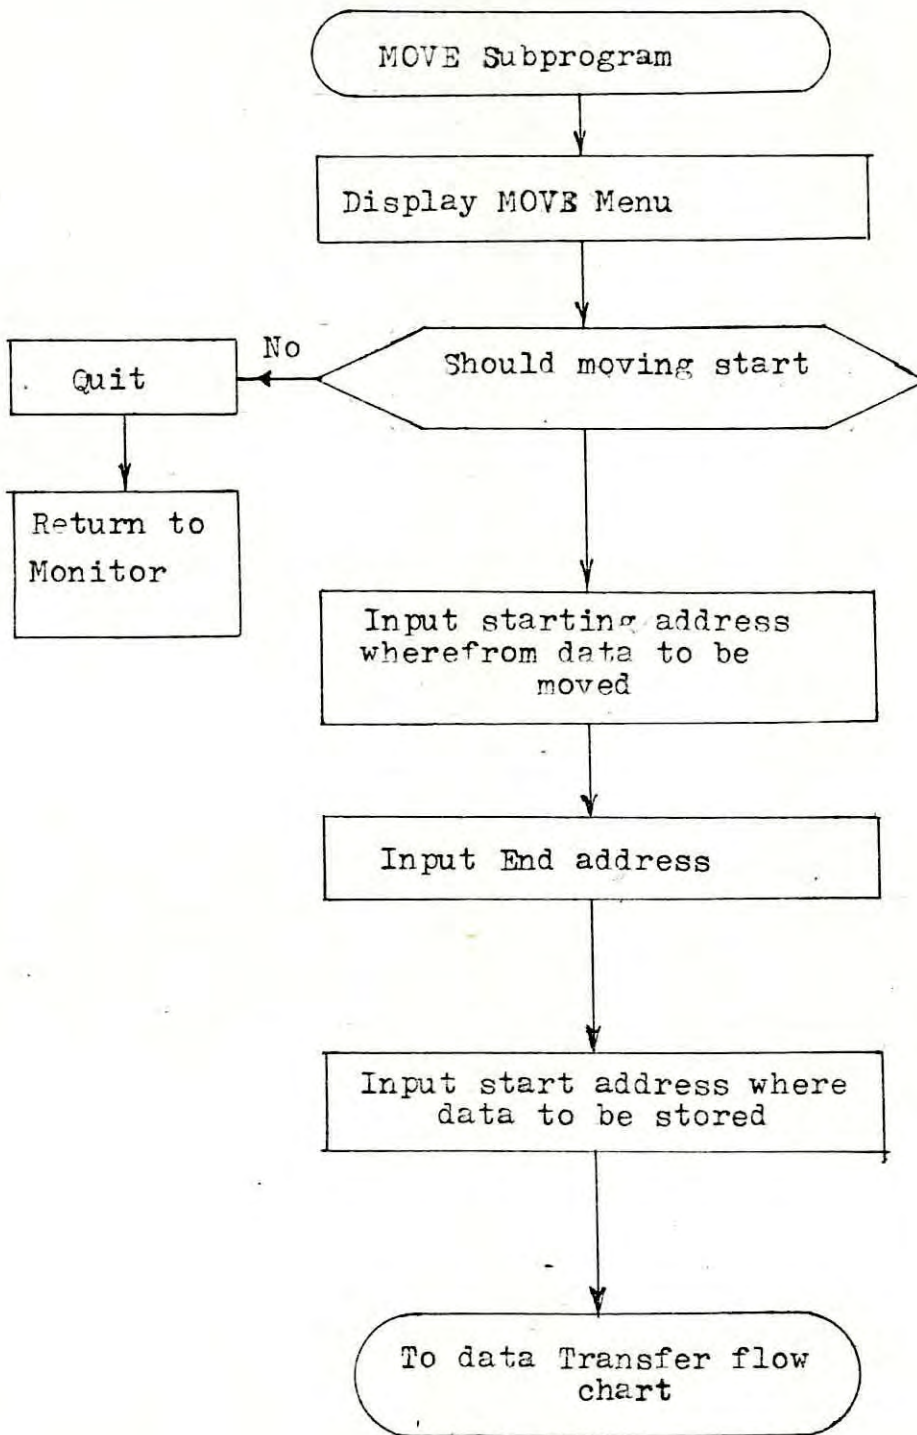 MOVE Subprogram
Display MOVE Menu
No
Should moving start
Quit
Return to
Monitor
Input starting address
wherefrom data to be
moved
Input End address
Input start address where
data to be stored
To data Transfer flow
chart